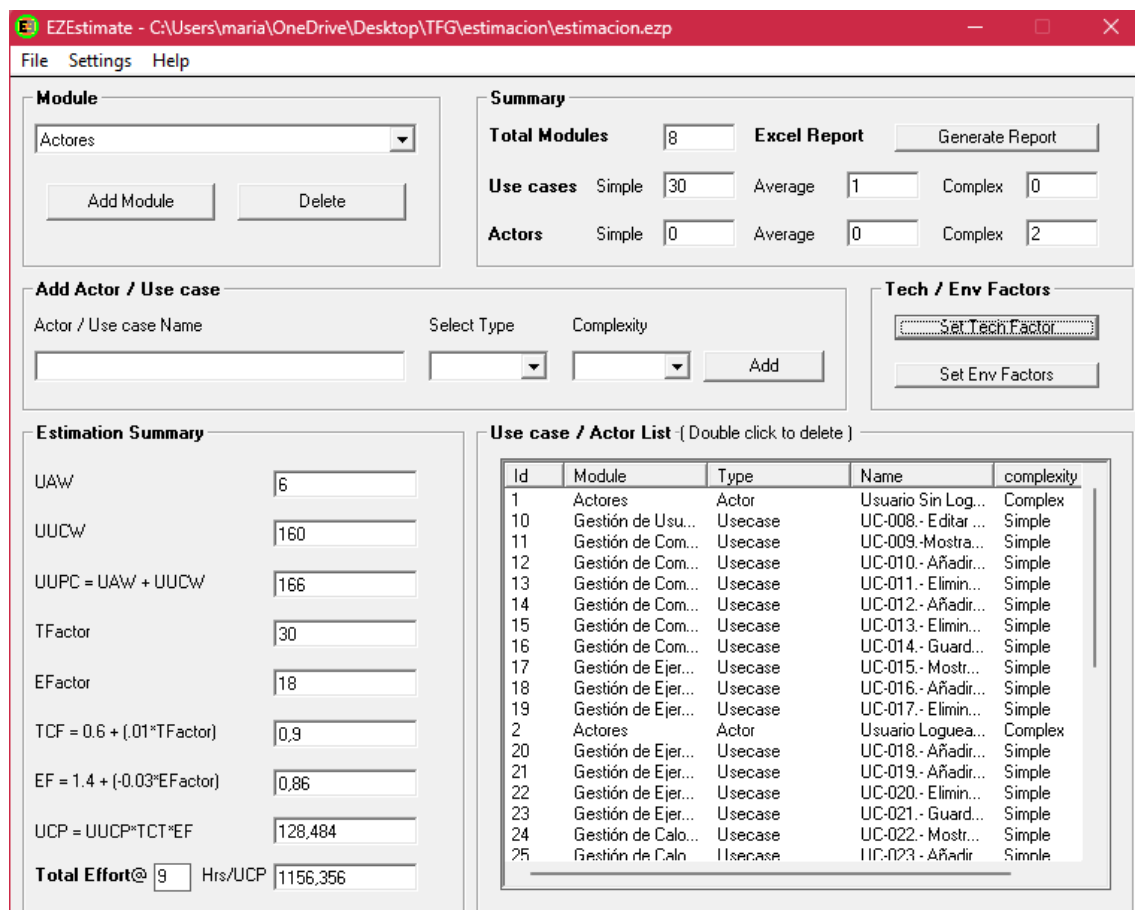 EZEstimate - C:\Users\maria\OneDrive\Desktop\TFG\estimacion\estimacion.ezp
File Settings Help
Module
Actores
Add Module Delete
Summary
Total Modules 8 Excel Report Generate Report
Use cases Simple 30 Average 1 Complex 0
Actors Simple 0 Average 0 Complex 2
Add Actor / Use case
Actor / Use case Name Select Type Complexity
Add
Tech / Env Factors
Set Tech Factor
Set Env Factors
Estimation Summary
UAW 6
UUCW 160
UUPC = UAW + UUCW 166
TFactor 30
EFactor 18
TCF = 0.6 + (.01*TFactor) 0,9
EF = 1.4 + (-0.03*EFactor) 0,86
UCP = UUCP*TCT*EF 128,484
Total Effort@ 9 Hrs/UCP 1156,356
Use case / Actor List ( Double click to delete )
Id Module Type Name complexity
1 Actores Actor Usuario Sin Log... Complex
10 Gestión de Usu... Usecase UC-008.- Editar ... Simple
11 Gestión de Com... Usecase UC-009.-Mostra... Simple
12 Gestión de Com... Usecase UC-010.- Añadir... Simple
13 Gestión de Com... Usecase UC-011.- Elimin... Simple
14 Gestión de Com... Usecase UC-012.- Añadir... Simple
15 Gestión de Com... Usecase UC-013.- Elimin... Simple
16 Gestión de Com... Usecase UC-014.- Guard... Simple
17 Gestión de Ejer... Usecase UC-015.- Mostr... Simple
18 Gestión de Ejer... Usecase UC-016.- Añadir... Simple
19 Gestión de Ejer... Usecase UC-017.- Elimin... Simple
2 Actores Actor Usuario Loguea... Complex
20 Gestión de Ejer... Usecase UC-018.- Añadir... Simple
21 Gestión de Ejer... Usecase UC-019.- Añadir... Simple
22 Gestión de Ejer... Usecase UC-020.- Elimin... Simple
23 Gestión de Ejer... Usecase UC-021.- Guard... Simple
24 Gestión de Calo... Usecase UC-022.- Mostr... Simple
25 Gestión de Calo... Usecase UC-023.- Añadir... Simple